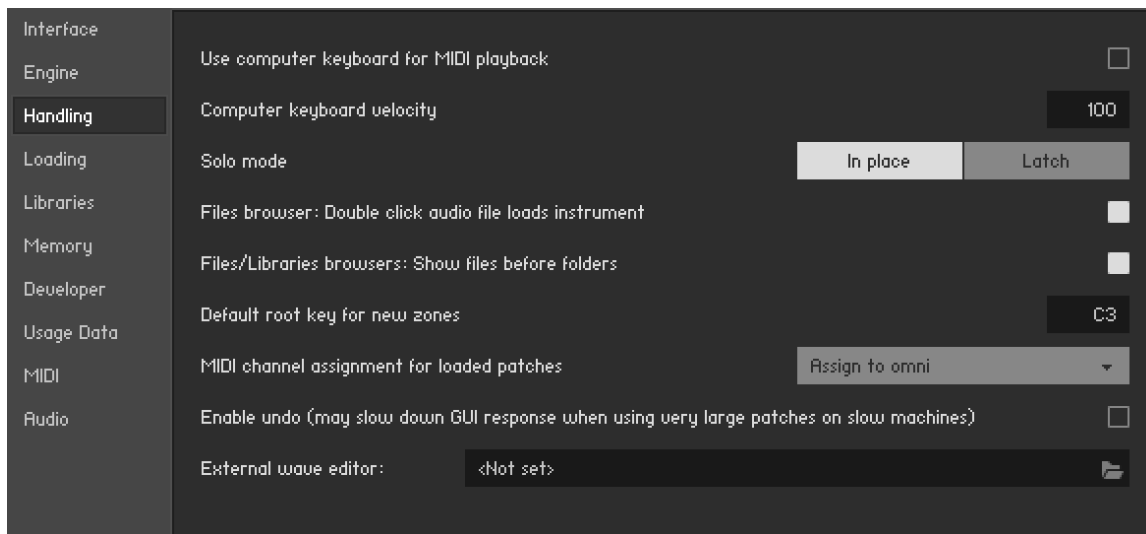 Interface
Engine
Handling
Loading
Libraries
Memory
Developer
Usage Data
MIDI
Audio
Use computer keyboard for MIDI playback
Computer keyboard velocity 100
Solo mode In place Latch
Files browser: Double click audio file loads instrument
Files/Libraries browsers: Show files before folders
Default root key for new zones C3
MIDI channel assignment for loaded patches Assign to omni
Enable undo (may slow down GUI response when using very large patches on slow machines)
External wave editor: <Not set>